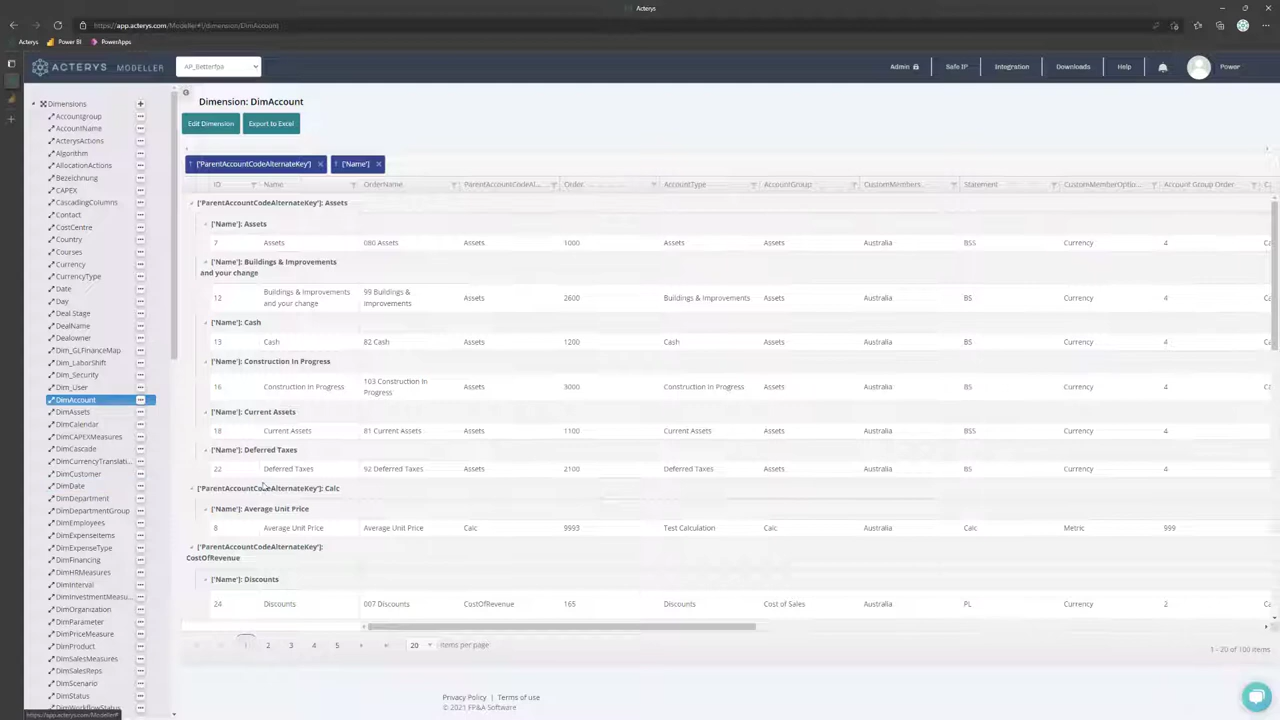 Acterys
https://app.acterys.com/Modeller#!/dimension/DimAccount
Acterys Power BI PowerApps
ACTERYS MODELLER AP_Betterfpa Admin Safe IP Integration Downloads Help Power
Dimensions
Accountgroup
AccountName
ActerysActions
Algorithm
AllocationActions
Bezeichnung
CAPEX
CascadingColumns
Contact
CostCentre
Country
Courses
Currency
CurrencyType
Date
Day
Deal Stage
DealName
Dealowner
Dim_GLFinanceMap
Dim_LaborShift
Dim_Security
Dim_User
DimAccount
DimAssets
DimCalendar
DimCAPEXMeasures
DimCascade
DimCurrencyTranslati...
DimCustomer
DimDate
DimDepartment
DimDepartmentGroup
DimEmployees
DimExpenseItems
DimExpenseType
DimFinancing
DimHRMeasures
DimInterval
DimInvestmentMeasu...
DimOrganization
DimParameter
DimPriceMeasure
DimProduct
DimSalesMeasures
DimSalesReps
DimScenario
DimStatus
DimWorkflowStatus
https://app.acterys.com/Modeller#
Dimension: DimAccount
Edit Dimension Export to Excel
['ParentAccountCodeAlternateKey'] × ['Name'] ×
ID Name OrderName ParentAccountCodeAl... Order AccountType AccountGroup CustomMembers... Statement CustomMemberOptio... Account Group Order
['ParentAccountCodeAlternateKey']: Assets
['Name']: Assets
7 Assets 080 Assets Assets 1000 Assets Assets Australia BSS Currency 4 Ca
['Name']: Buildings & Improvements
and your change
12 Buildings & Improvements and your change 99 Buildings & Improvements Assets 2600 Buildings & Improvements Assets Australia BS Currency 4 Ca
['Name']: Cash
13 Cash 82 Cash Assets 1200 Cash Assets Australia BS Currency 4 Ca
['Name']: Construction In Progress
16 Construction In Progress 103 Construction In Progress Assets 3000 Construction In Progress Assets Australia BS Currency 4 Ca
['Name']: Current Assets
18 Current Assets 81 Current Assets Assets 1100 Current Assets Assets Australia BSS Currency 4 Ca
['Name']: Deferred Taxes
22 Deferred Taxes 92 Deferred Taxes Assets 2100 Deferred Taxes Assets Australia BS Currency 4 Ca
['ParentAccountCodeAlternateKey']: Calc
['Name']: Average Unit Price
8 Average Unit Price Average Unit Price Calc 9993 Test Calculation Calc Australia Calc Metric 999
['ParentAccountCodeAlternateKey']:
CostOfRevenue
['Name']: Discounts
24 Discounts 007 Discounts CostOfRevenue 165 Discounts Cost of Sales Australia PL Currency 2 Ca
1 2 3 4 5 20 items per page 1 - 20 of 100 items
Privacy Policy | Terms of use
© 2023 FP&A Software